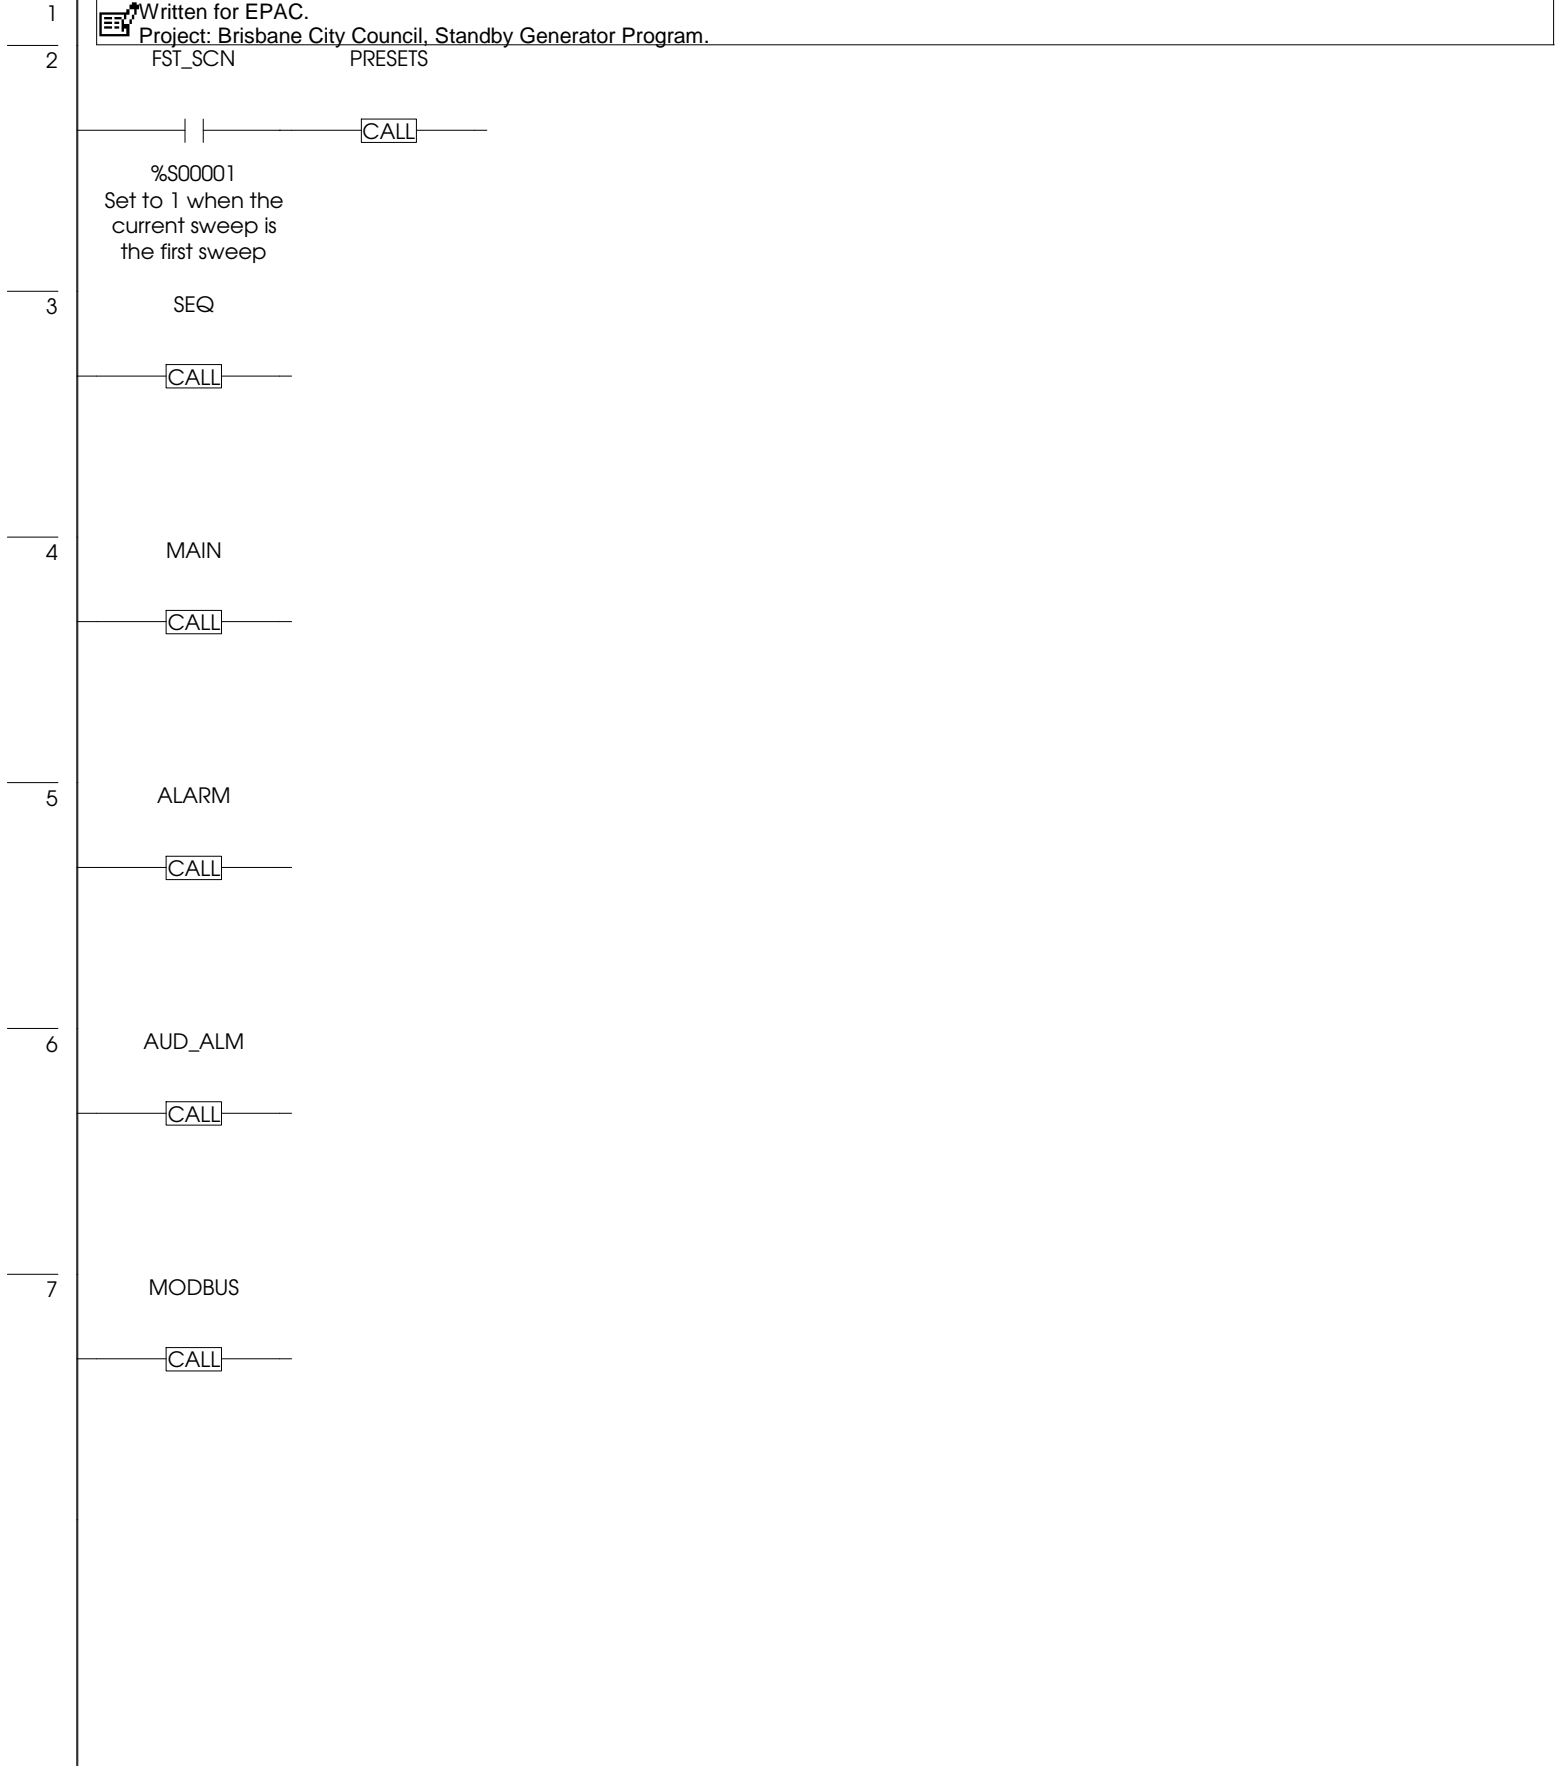 1
Written for EPAC.
Project: Brisbane City Council, Standby Generator Program.
2
FST_SCN PRESETS
CALL
%S00001
Set to 1 when the
current sweep is
the first sweep
3
SEQ
CALL
4
MAIN
CALL
5
ALARM
CALL
6
AUD_ALM
CALL
7
MODBUS
CALL